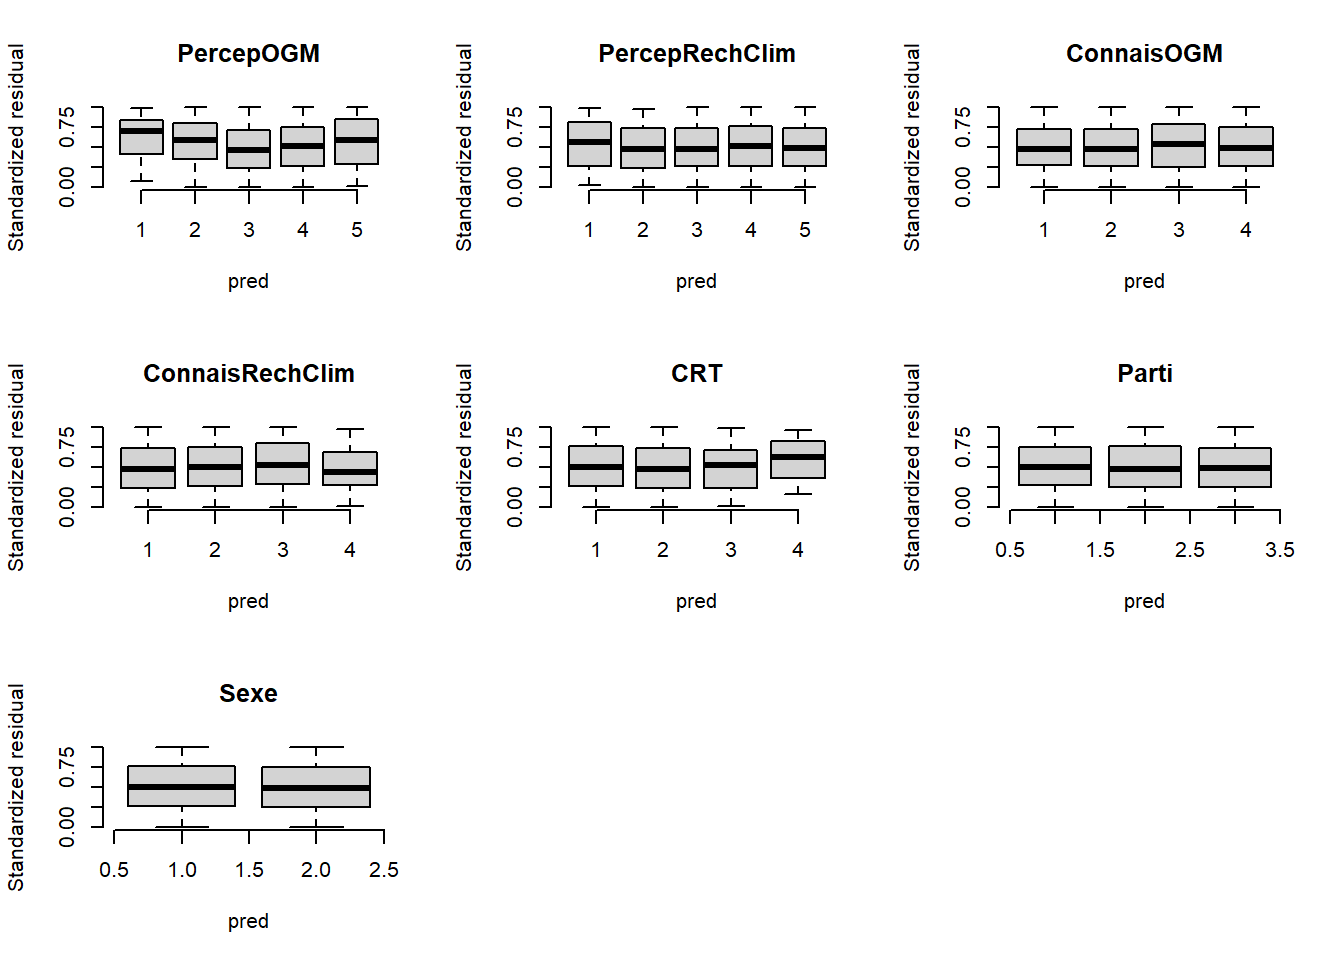 PercepOGM
Standardized residual
0.75
0.00
1 2 3 4 5
pred
PercepRechClim
Standardized residual
0.75
0.00
1 2 3 4 5
pred
ConnaisOGM
Standardized residual
0.75
0.00
1 2 3 4
pred
ConnaisRechClim
Standardized residual
0.75
0.00
1 2 3 4
pred
CRT
Standardized residual
0.75
0.00
1 2 3 4
pred
Parti
Standardized residual
0.75
0.00
0.5 1.5 2.5 3.5
pred
Sexe
Standardized residual
0.75
0.00
0.5 1.0 1.5 2.0 2.5
pred